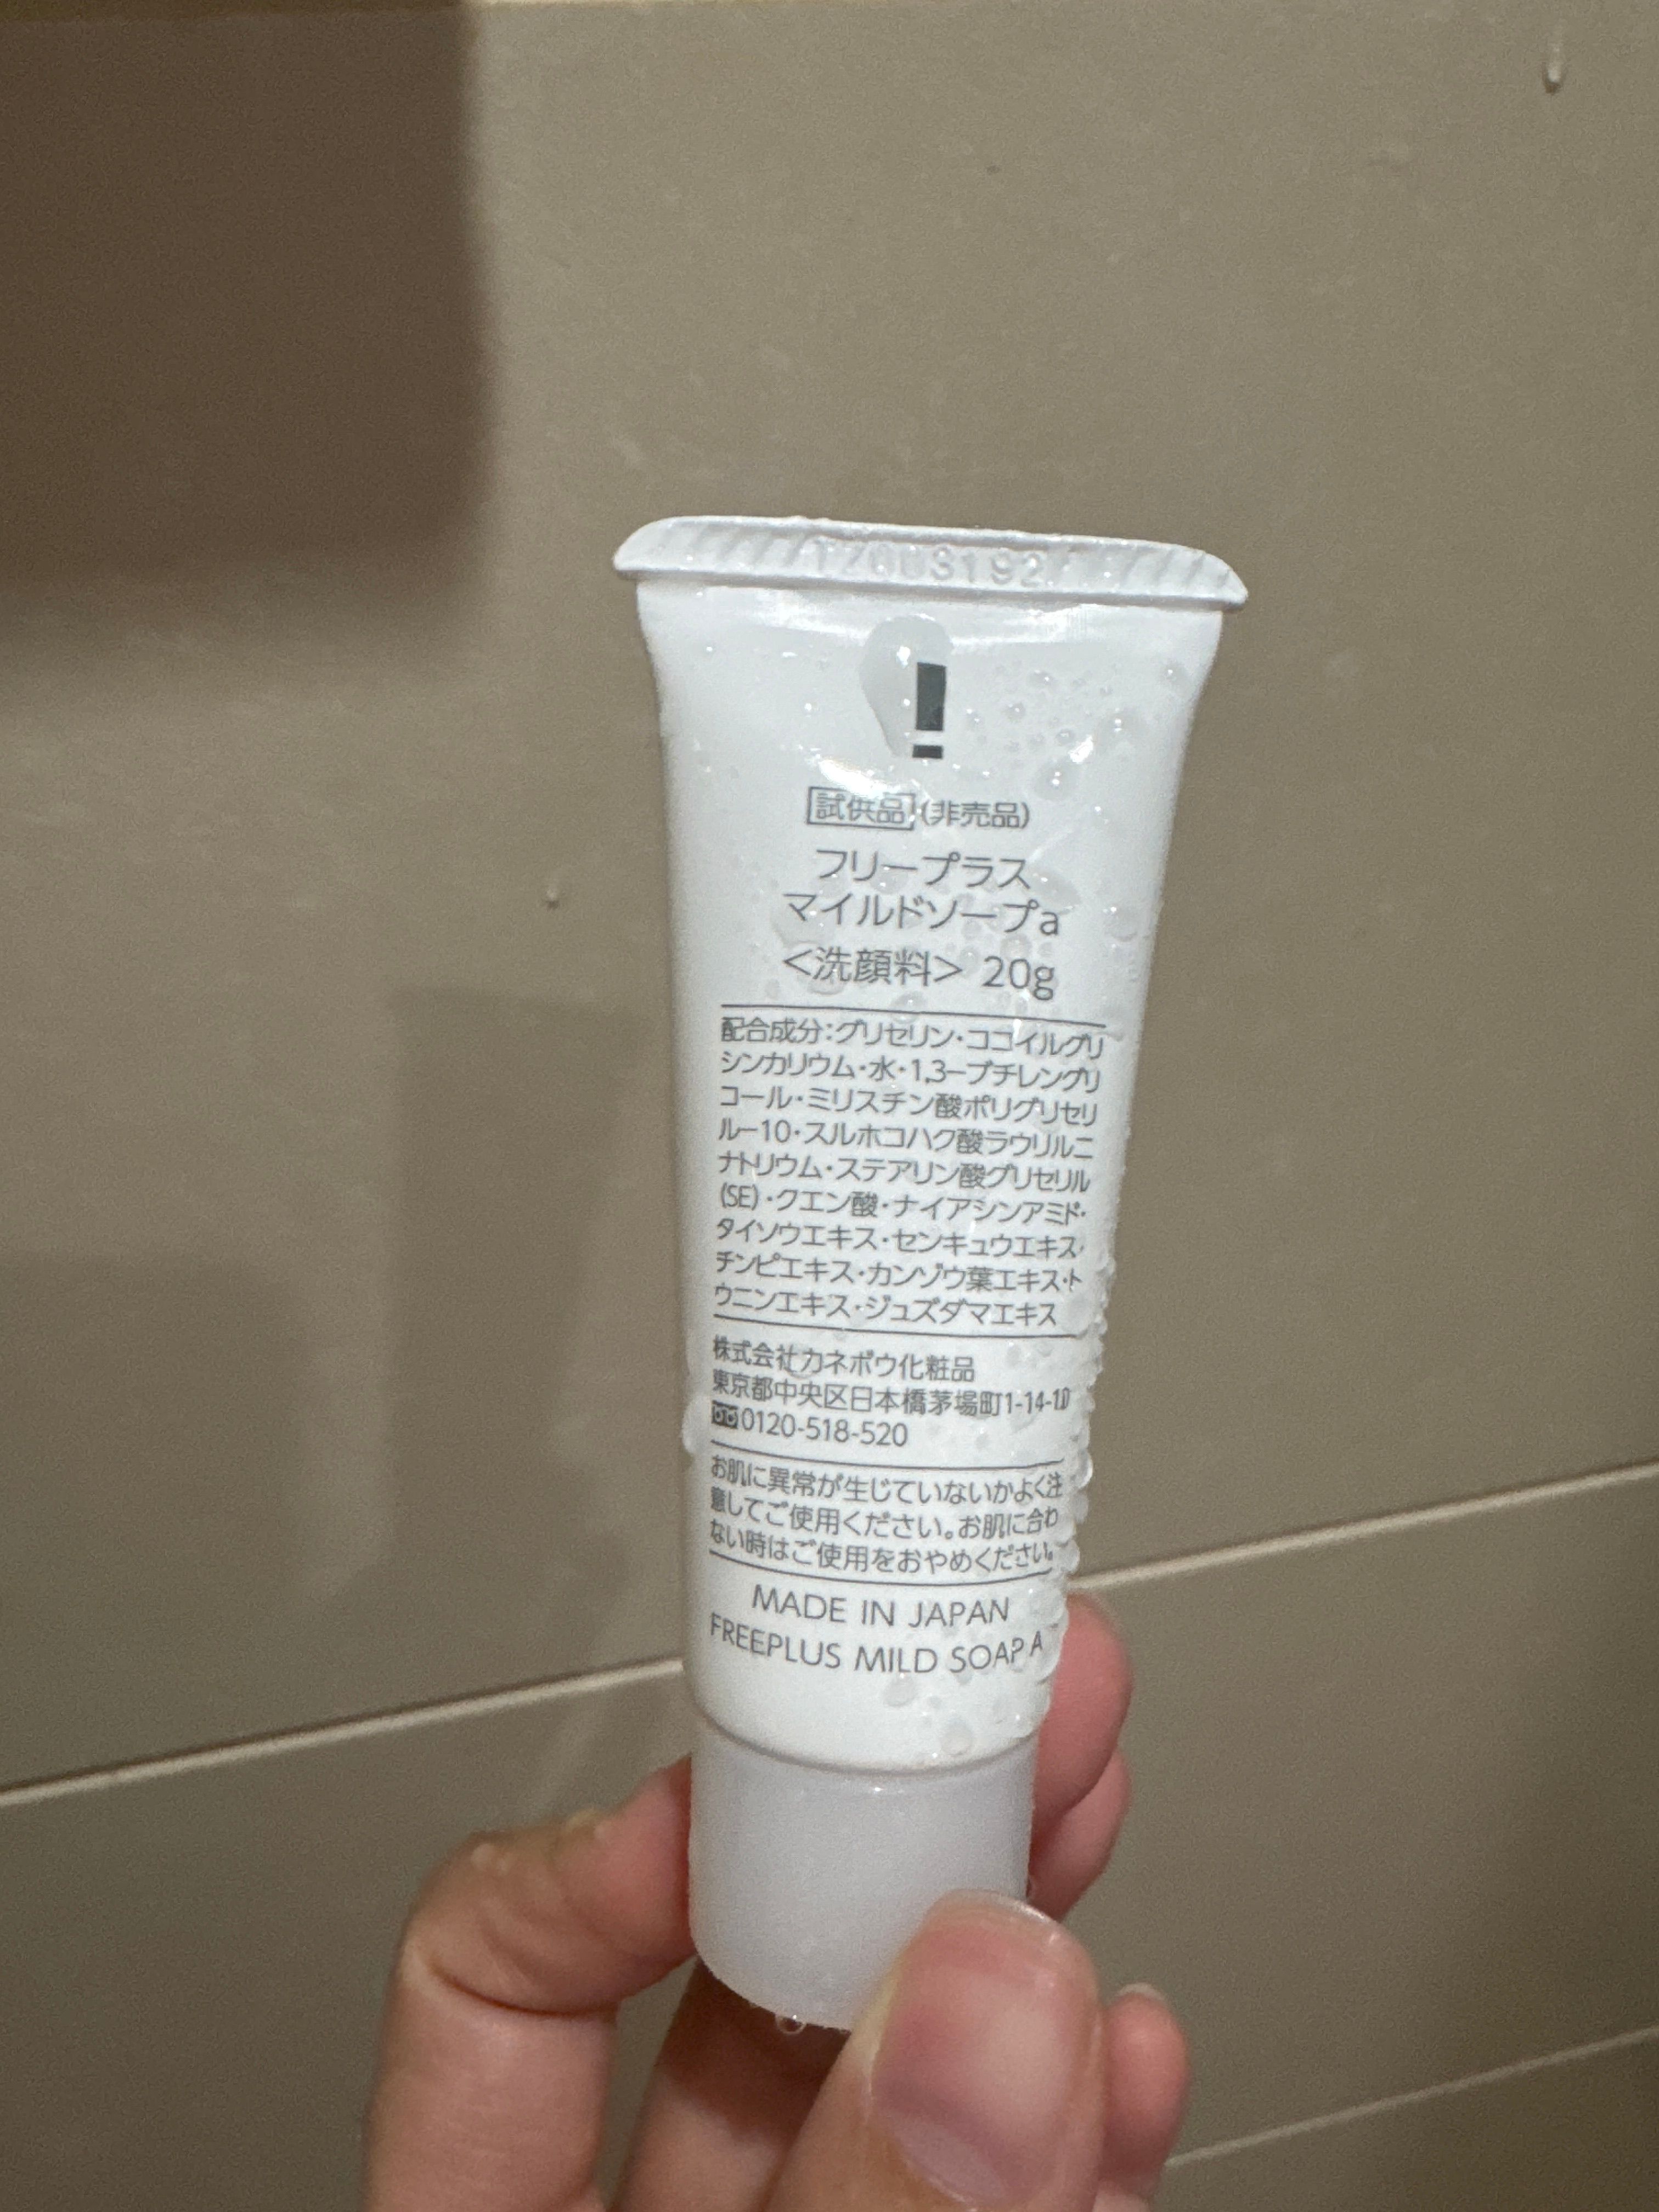 試供品 (非売品)
フリープラス
マイルドソープa
<洗顔料> 20g
配合成分:グリセリン・ココイルグリ
シンカリウム・水・1,3-ブチレングリ
コール・ミリスチン酸ポリグリセリ
ル-10・スルホコハク酸ラウリルニ
ナトリウム・ステアリン酸グリセリル
(SE)・クエン酸・ナイアシンアミド・
タイソウエキス・センキュウエキス・
チンピエキス・カンゾウ葉エキス・ト
ウニンエキス・ジュズダマエキス
株式会社カネボウ化粧品
東京都中央区日本橋茅場町1-14-10
0120-518-520
お肌に異常が生じていないかよく注
意してご使用ください。お肌に合わ
ない時はご使用をおやめください。
MADE IN JAPAN
FREEPLUS MILD SOAP A